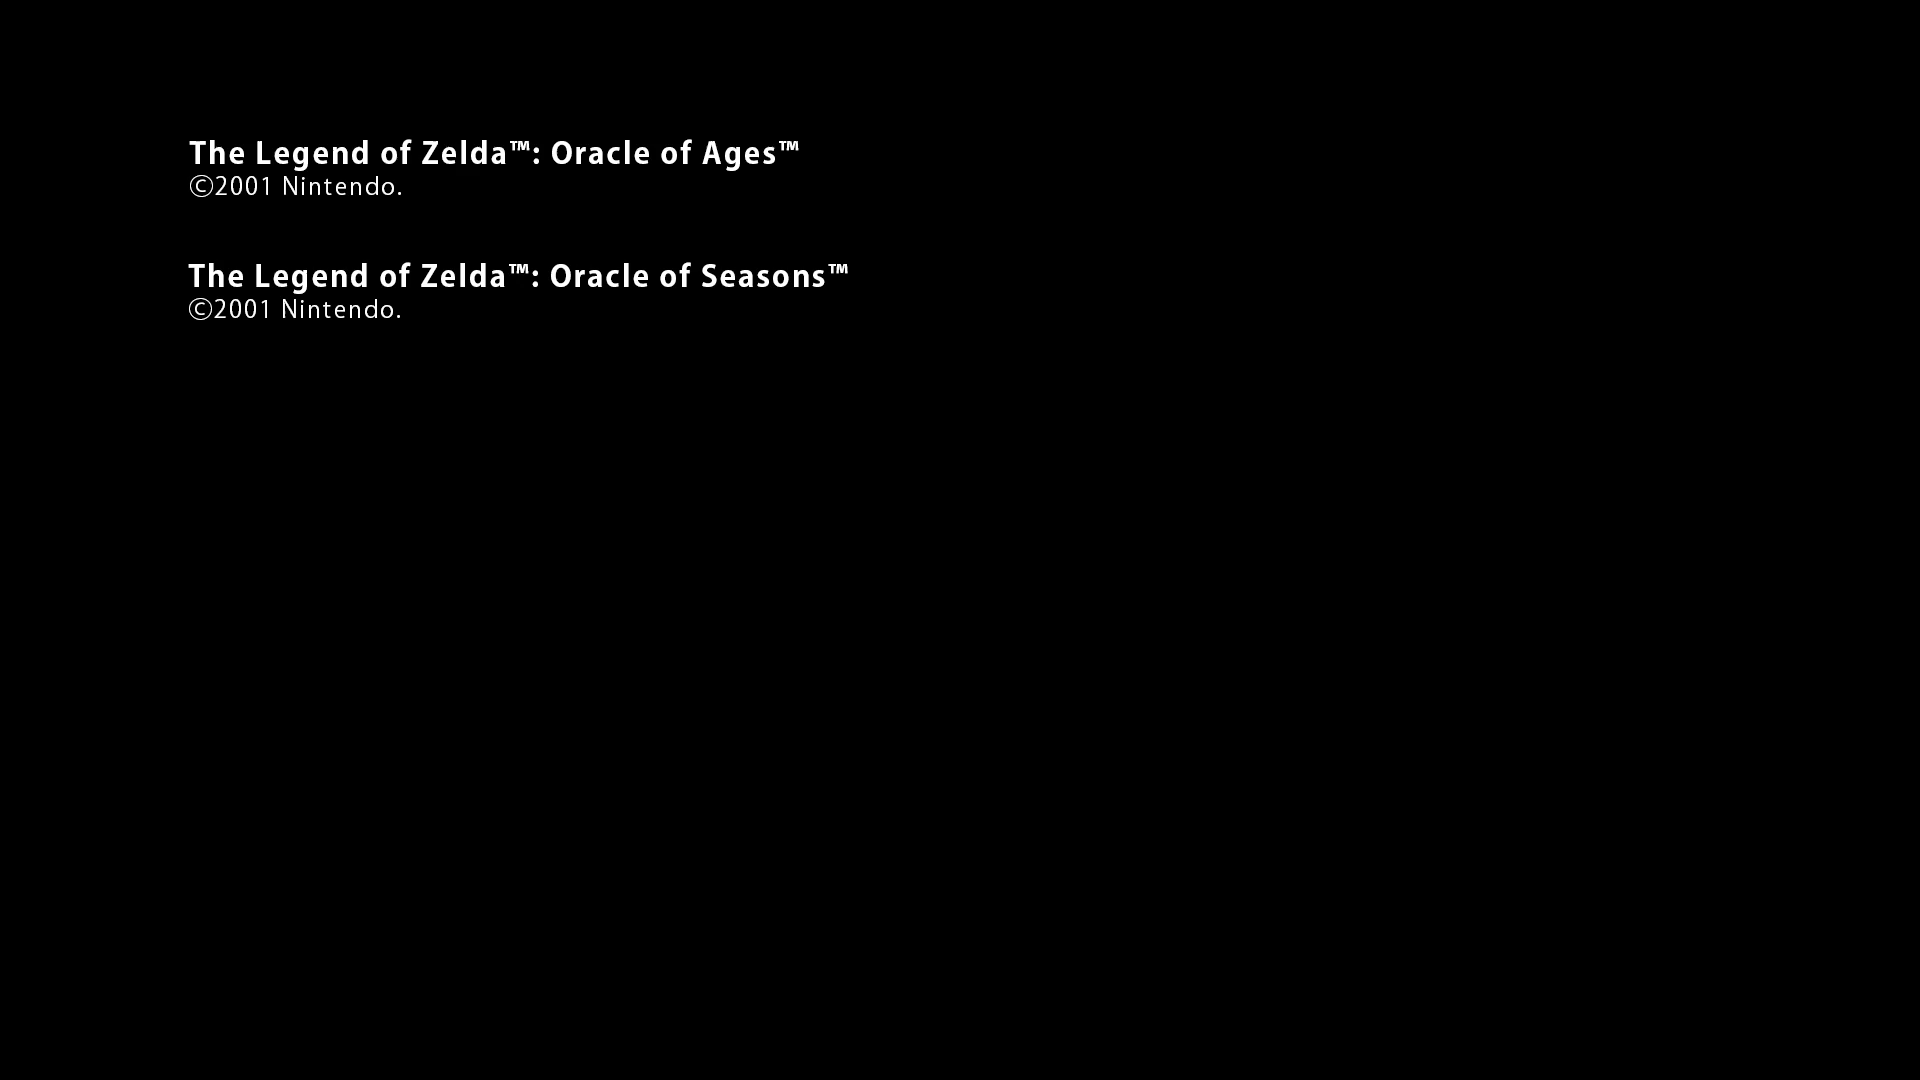 The Legend of Zelda™: Oracle of Ages™
©2001 Nintendo.
The Legend of Zelda™: Oracle of Seasons™
©2001 Nintendo.